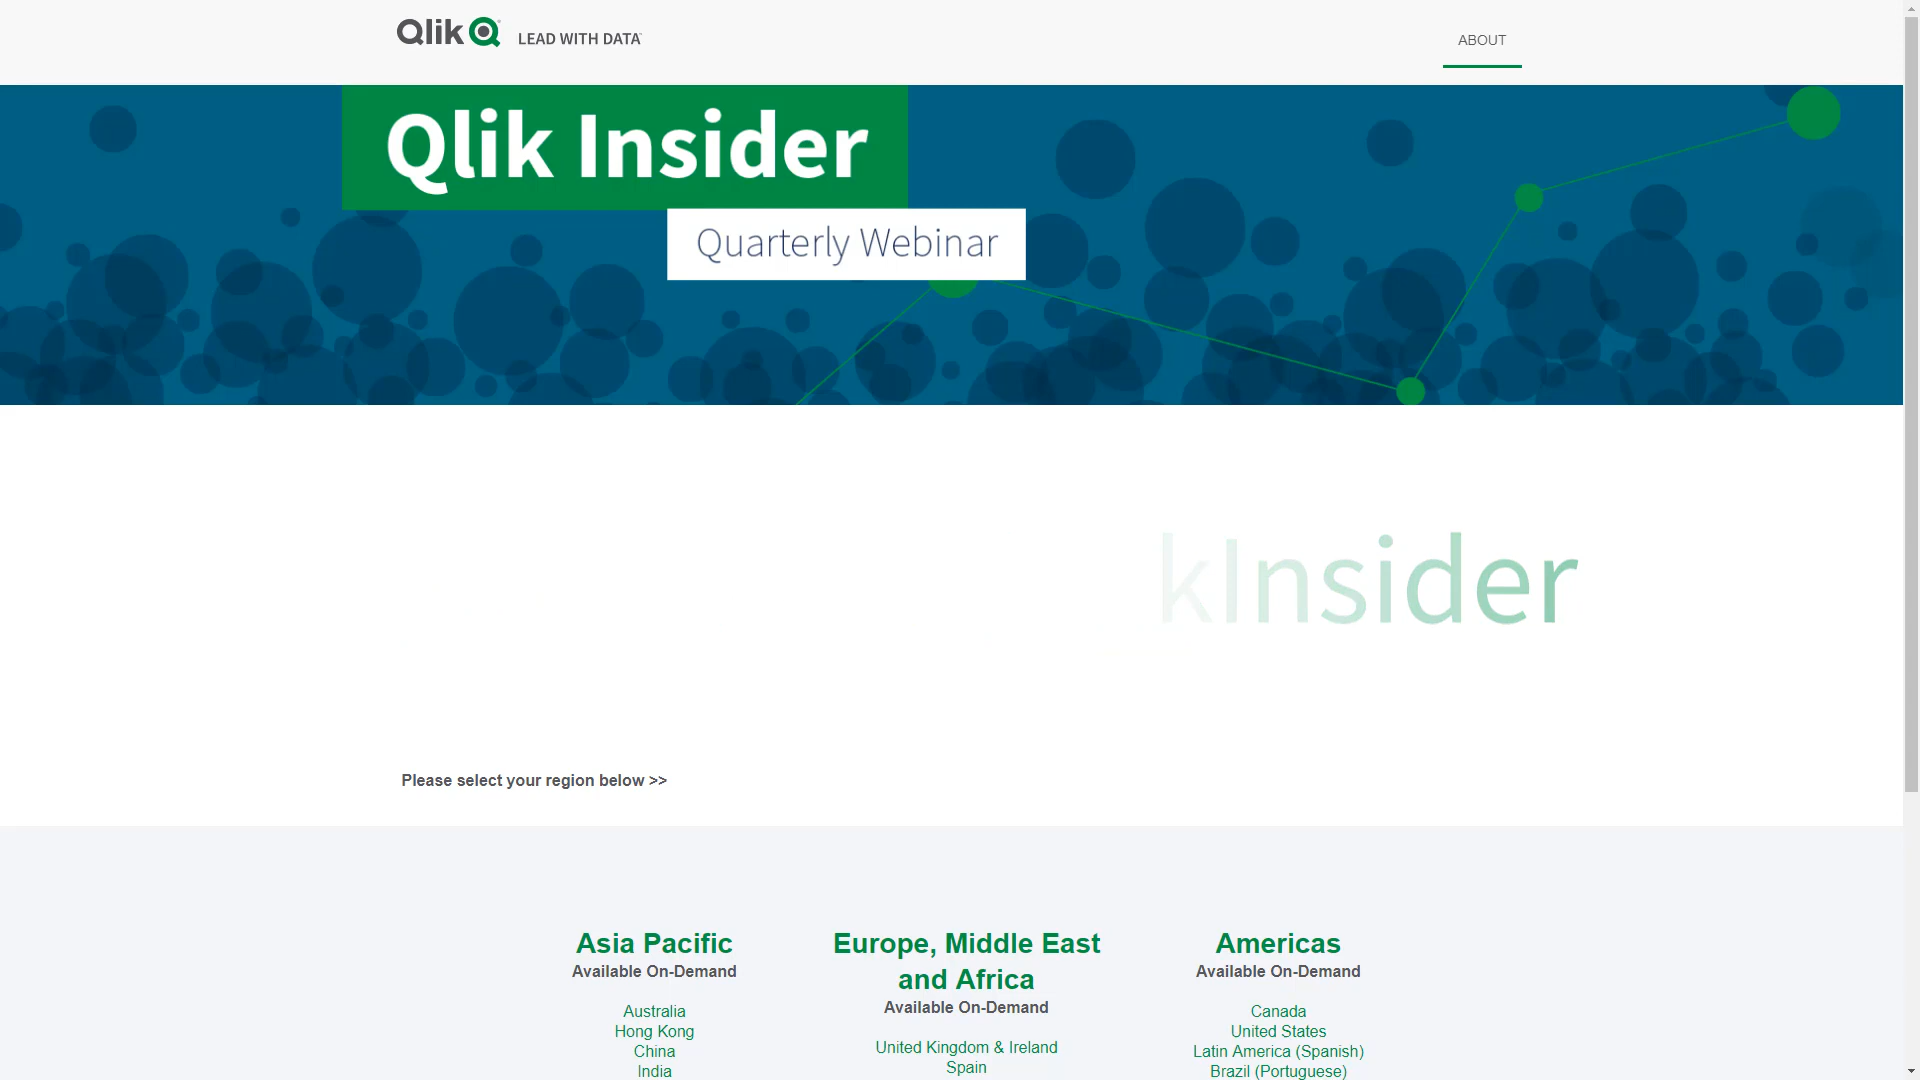 Qlik LEAD WITH DATA
ABOUT
Qlik Insider
Quarterly Webinar
kInsider
Please select your region below >>
Asia Pacific
Available On-Demand
Australia
Hong Kong
China
India
Europe, Middle East
and Africa
Available On-Demand
United Kingdom & Ireland
Spain
Americas
Available On-Demand
Canada
United States
Latin America (Spanish)
Brazil (Portuguese)